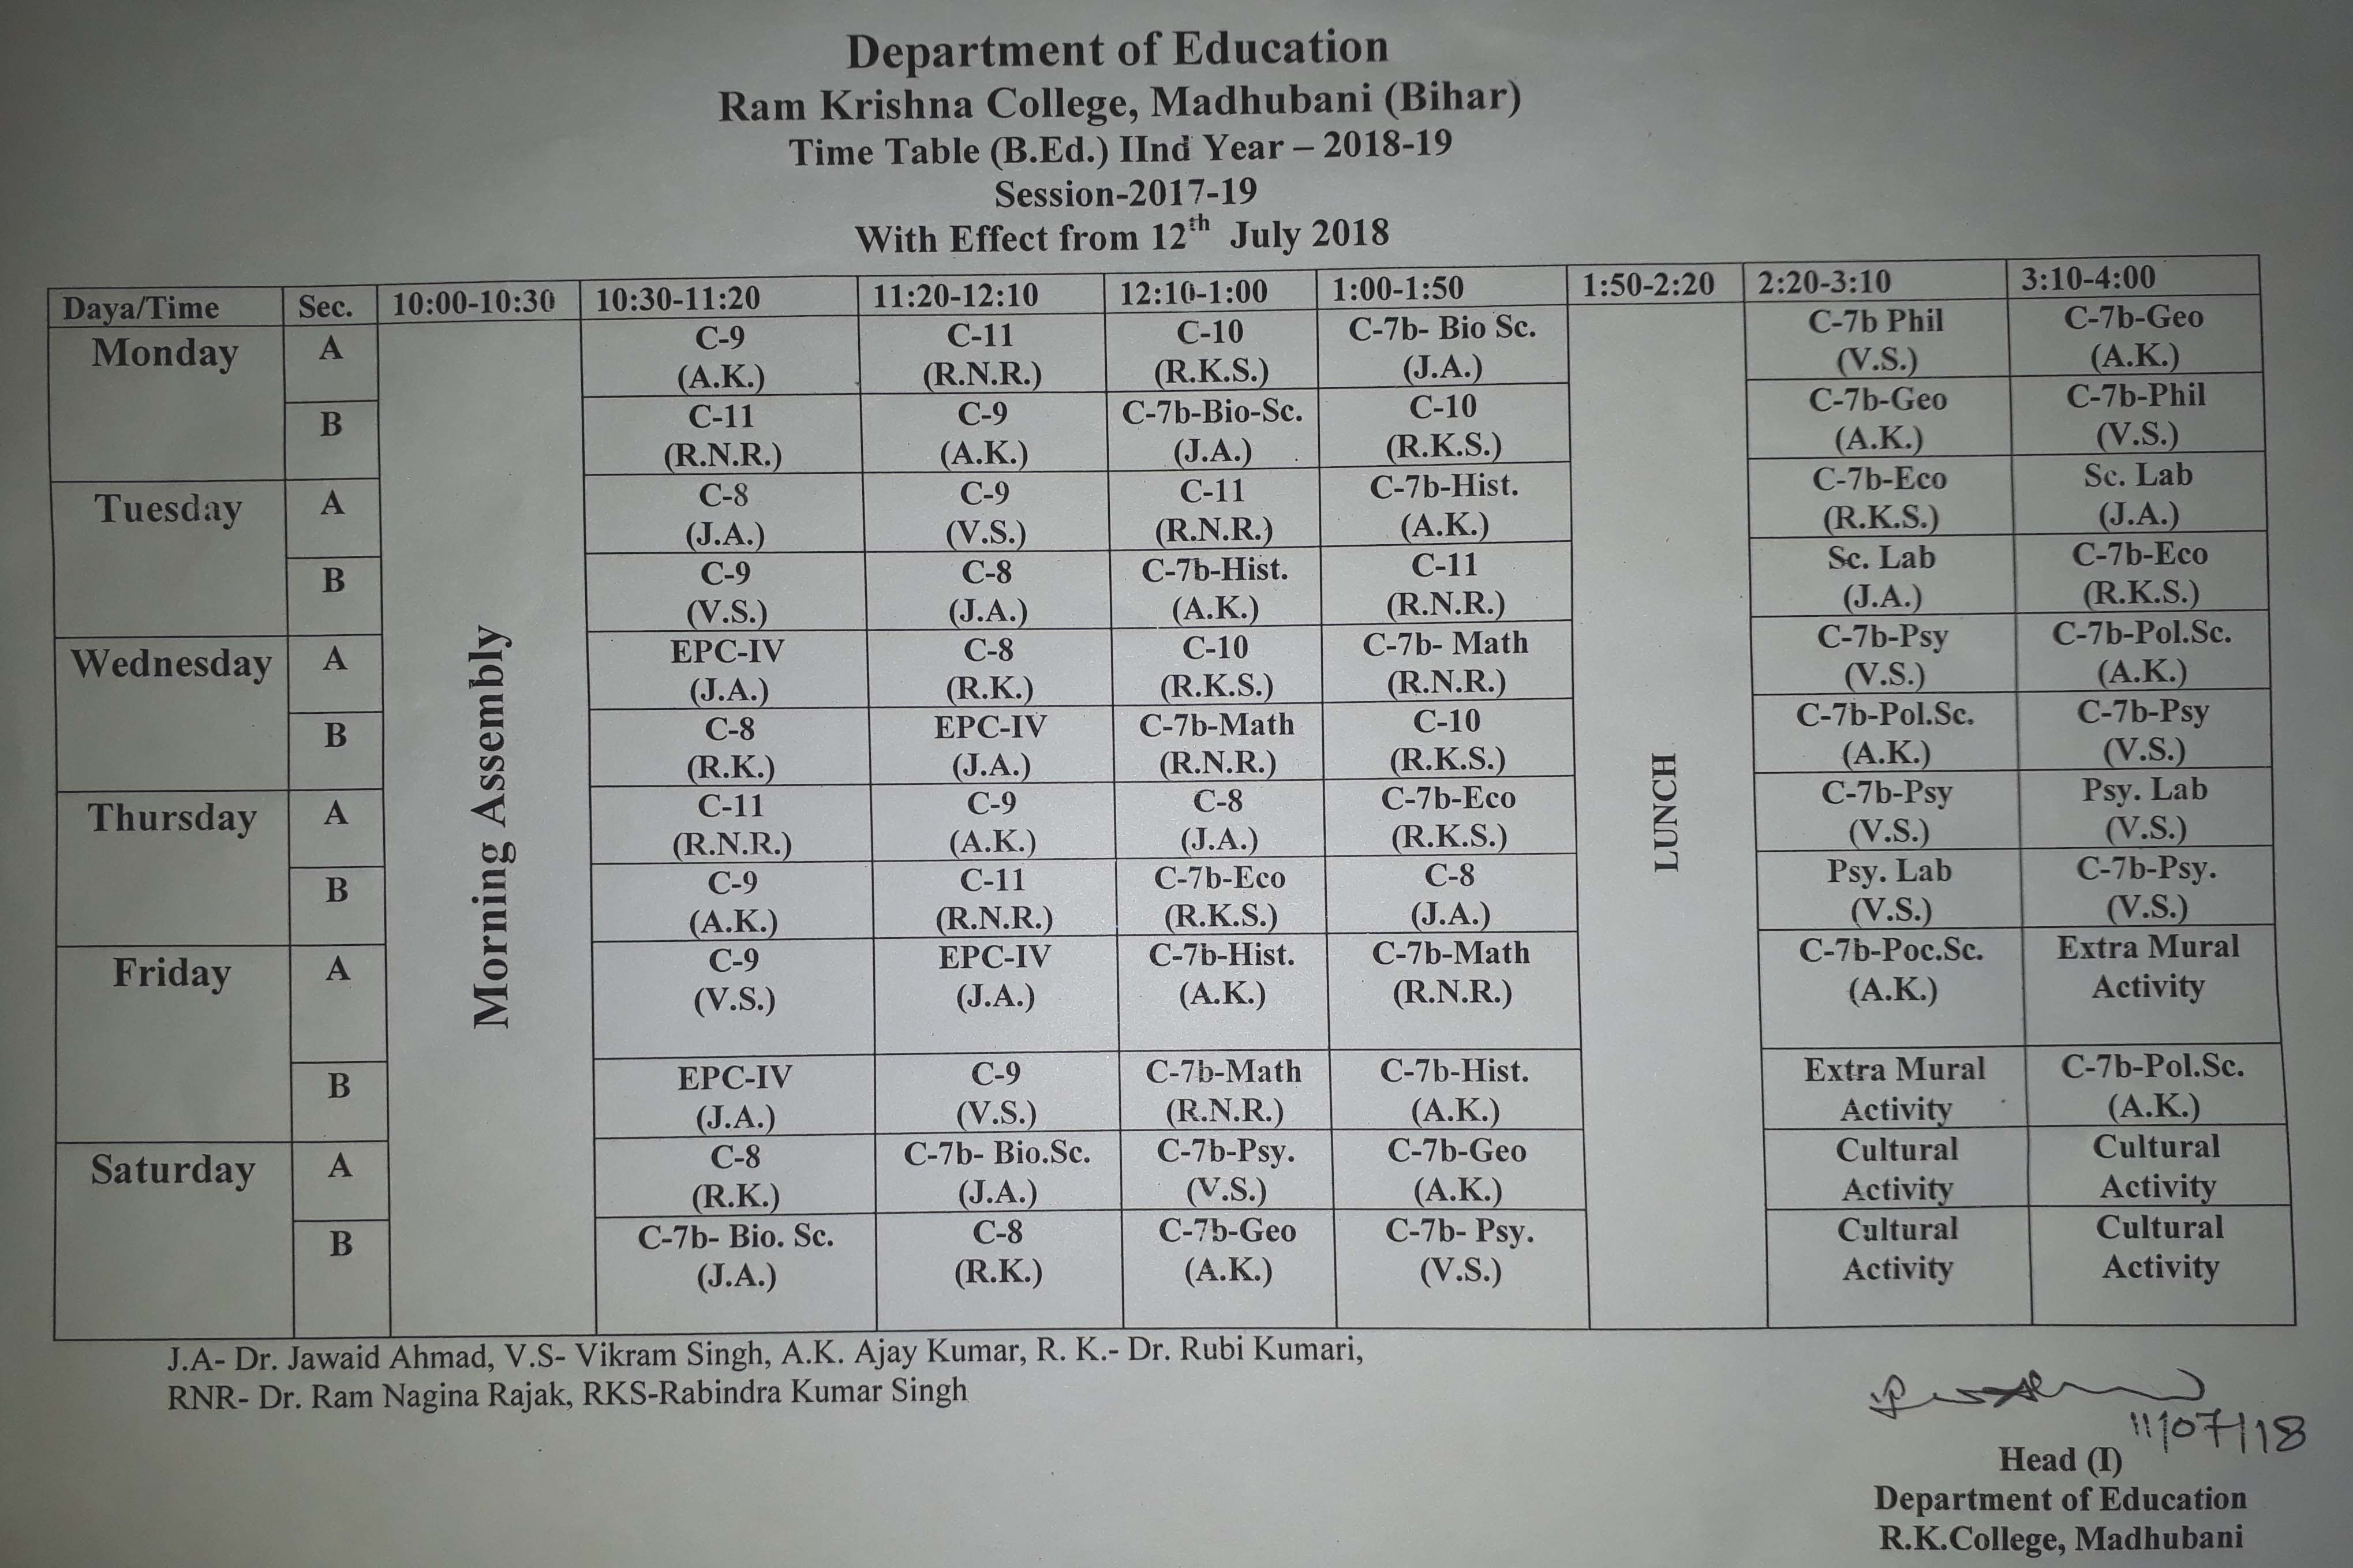 Department of Education
Ram Krishna College, Madhubani (Bihar)
Time Table (B.Ed.) IInd Year – 2018-19
Session-2017-19
With Effect from 12th July 2018
Daya/Time Sec. 10:00-10:30 10:30-11:20 11:20-12:10 12:10-1:00 1:00-1:50 1:50-2:20 2:20-3:10 3:10-4:00
Morning Assembly
LUNCH
Monday A C-9 C-11 C-10 C-7b- Bio Sc. C-7b Phil C-7b-Geo
(A.K.) (R.N.R.) (R.K.S.) (J.A.) (V.S.) (A.K.)
B C-11 C-9 C-7b-Bio-Sc. C-10 C-7b-Geo C-7b-Phil
(R.N.R.) (A.K.) (J.A.) (R.K.S.) (A.K.) (V.S.)
Tuesday A C-8 C-9 C-11 C-7b-Hist. C-7b-Eco Sc. Lab
(J.A.) (V.S.) (R.N.R.) (A.K.) (R.K.S.) (J.A.)
B C-9 C-8 C-7b-Hist. C-11 Sc. Lab C-7b-Eco
(V.S.) (J.A.) (A.K.) (R.N.R.) (J.A.) (R.K.S.)
Wednesday A EPC-IV C-8 C-10 C-7b- Math C-7b-Psy C-7b-Pol.Sc.
(J.A.) (R.K.) (R.K.S.) (R.N.R.) (V.S.) (A.K.)
B C-8 EPC-IV C-7b-Math C-10 C-7b-Pol.Sc. C-7b-Psy
(R.K.) (J.A.) (R.N.R.) (R.K.S.) (A.K.) (V.S.)
Thursday A C-11 C-9 C-8 C-7b-Eco C-7b-Psy Psy. Lab
(R.N.R.) (A.K.) (J.A.) (R.K.S.) (V.S.) (V.S.)
B C-9 C-11 C-7b-Eco C-8 Psy. Lab C-7b-Psy.
(A.K.) (R.N.R.) (R.K.S.) (J.A.) (V.S.) (V.S.)
Friday A C-9 EPC-IV C-7b-Hist. C-7b-Math C-7b-Poc.Sc. Extra Mural
(V.S.) (J.A.) (A.K.) (R.N.R.) (A.K.) Activity
B EPC-IV C-9 C-7b-Math C-7b-Hist. Extra Mural C-7b-Pol.Sc.
(J.A.) (V.S.) (R.N.R.) (A.K.) Activity (A.K.)
Saturday A C-8 C-7b- Bio.Sc. C-7b-Psy. C-7b-Geo Cultural Cultural
(R.K.) (J.A.) (V.S.) (A.K.) Activity Activity
B C-7b- Bio. Sc. C-8 C-7b-Geo C-7b- Psy. Cultural Cultural
(J.A.) (R.K.) (A.K.) (V.S.) Activity Activity
J.A- Dr. Jawaid Ahmad, V.S- Vikram Singh, A.K. Ajay Kumar, R. K.- Dr. Rubi Kumari,
RNR- Dr. Ram Nagina Rajak, RKS-Rabindra Kumar Singh
11/07/18
Head (I)
Department of Education
R.K.College, Madhubani